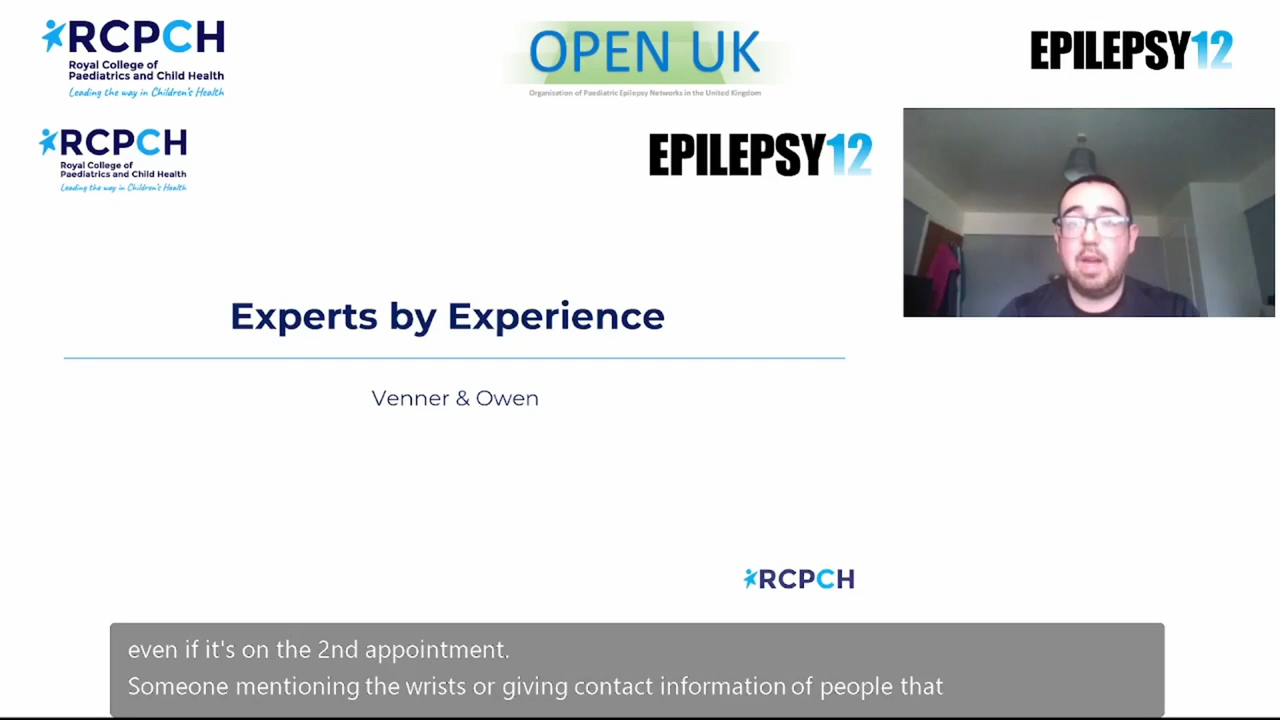 RCPCH
Royal College of
Paediatrics and Child Health
Leading the way in Children's Health
OPEN UK
Organisation of Paediatric Epilepsy Networks in the United Kingdom
EPILEPSY12
RCPCH
Royal College of
Paediatrics and Child Health
Leading the way in Children's Health
EPILEPSY12
Experts by Experience
Venner & Owen
RCPCH
even if it's on the 2nd appointment.
Someone mentioning the wrists or giving contact information of people that